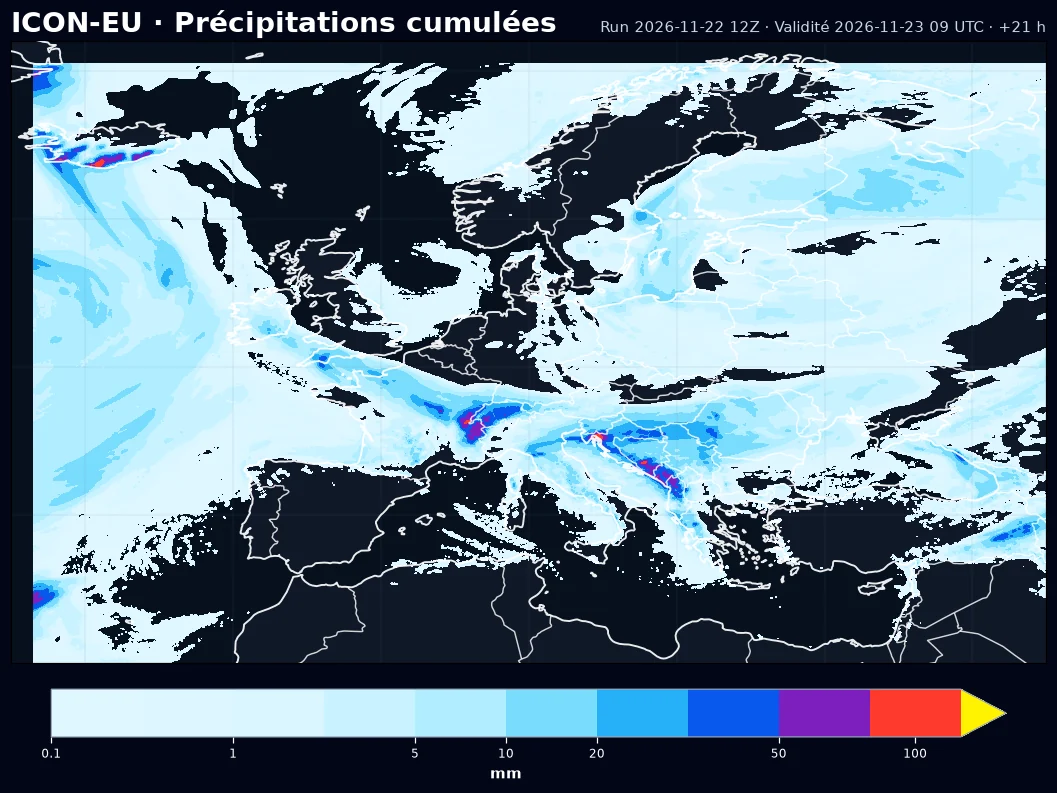 ICON-EU · Précipitations cumulées
Run 2026-11-22 12Z · Validité 2026-11-23 09 UTC · +21 h
0.1 1 5 10 20 50 100
mm